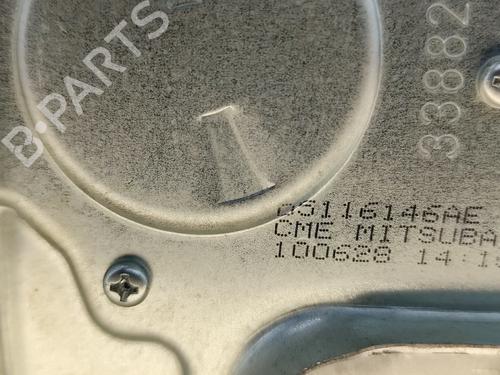 B-PARTS
33882
05116146AE
CME MITSUBA
100628 14:1